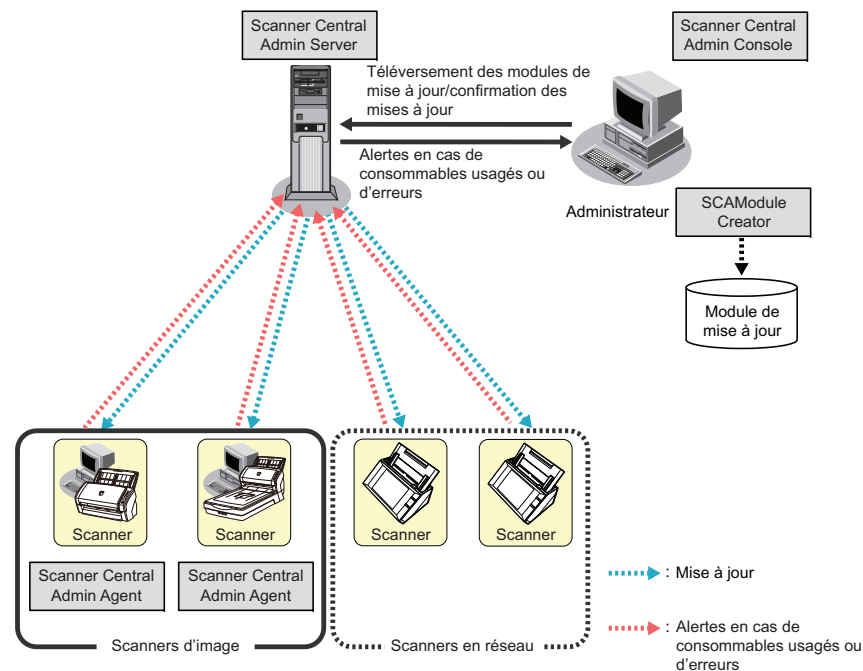 Scanner Central
Admin Server
Scanner Central
Admin Console
Téléversement des modules de
mise à jour/confirmation des
mises à jour
Alertes en cas de
consommables usagés ou
d'erreurs
Administrateur
SCAModule
Creator
Module de
mise à jour
Scanner
Scanner
Scanner
Scanner
Scanner Central
Admin Agent
Scanner Central
Admin Agent
Scanners d'image
Scanners en réseau
: Mise à jour
: Alertes en cas de
consommables usagés ou
d'erreurs